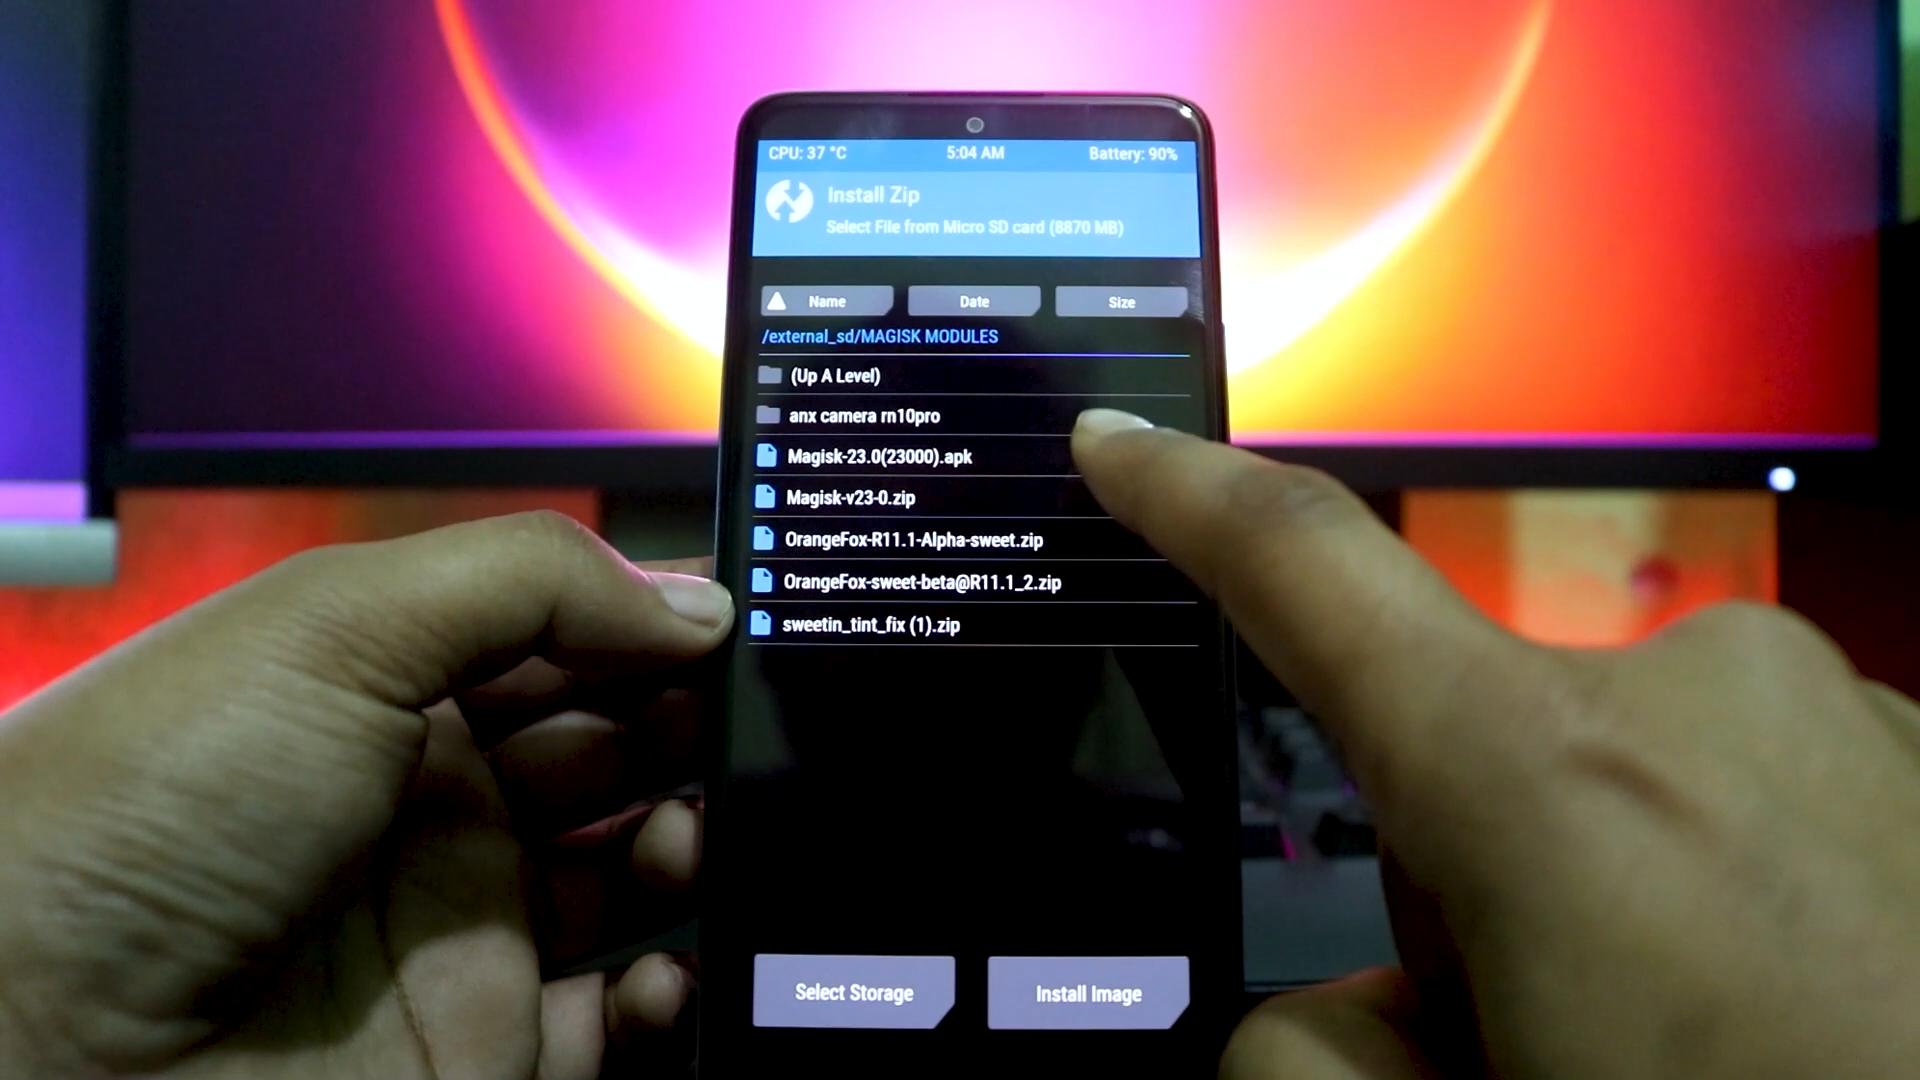 CPU: 37 °C 5:04 AM Battery: 90%
Install Zip
Select File from Micro SD card (8870 MB)
Name Date Size
/external_sd/MAGISK MODULES
(Up A Level)
anx camera rn10pro
Magisk-23.0(23000).apk
Magisk-v23-0.zip
OrangeFox-R11.1-Alpha-sweet.zip
OrangeFox-sweet-beta@R11.1_2.zip
sweetin_tint_fix (1).zip
Select Storage Install Image